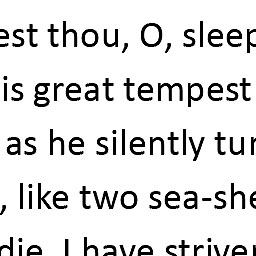 est thou, O, sleep
is great tempest
as he silently tur
, like two sea-she
die. I have striven